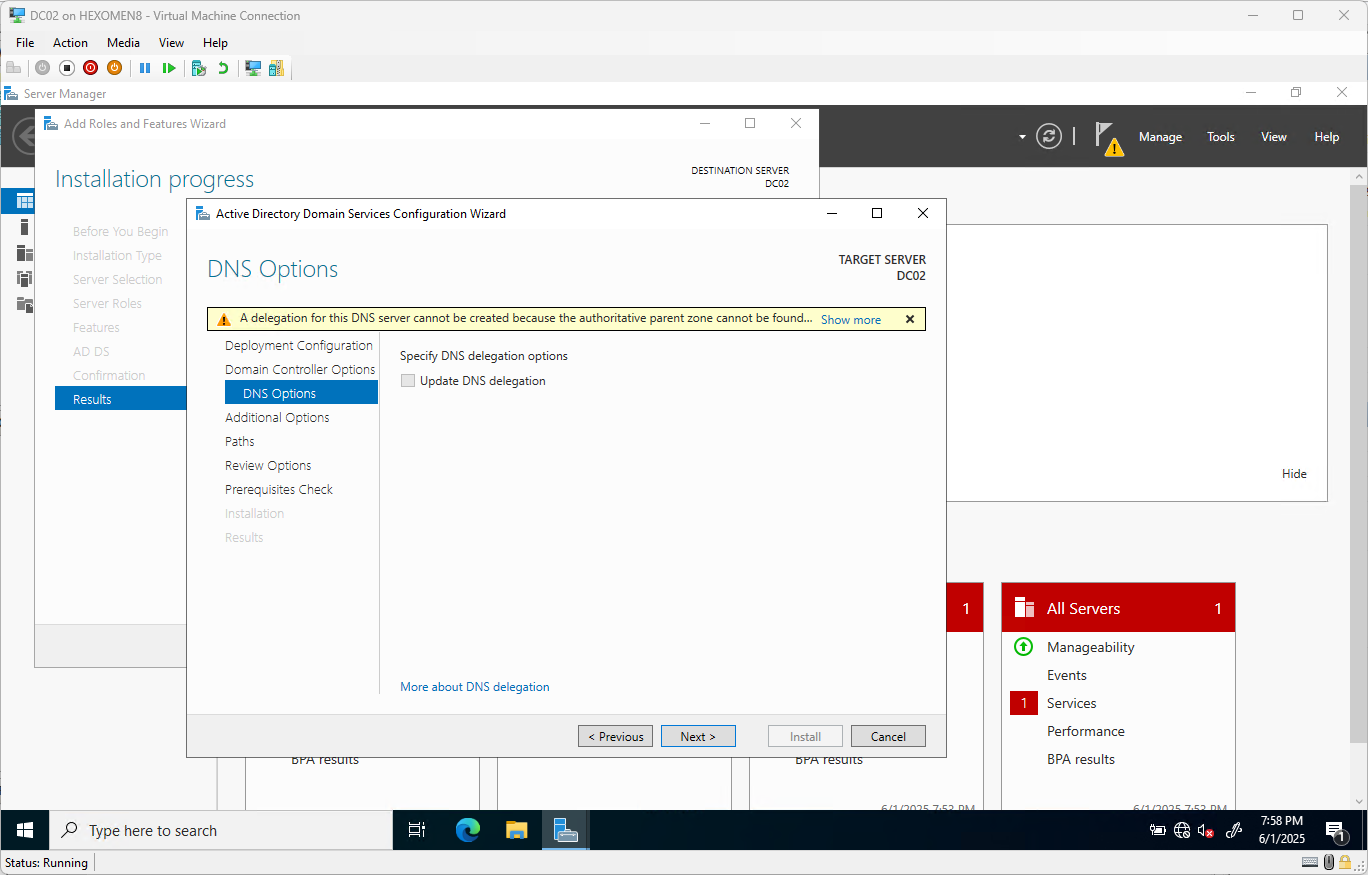 DC02 on HEXOMEN8 - Virtual Machine Connection
File Action Media View Help
Server Manager
Manage Tools View Help
Add Roles and Features Wizard
Installation progress
DESTINATION SERVER
DC02
Before You Begin
Installation Type
Server Selection
Server Roles
Features
AD DS
Confirmation
Results
Active Directory Domain Services Configuration Wizard
DNS Options
TARGET SERVER
DC02
A delegation for this DNS server cannot be created because the authoritative parent zone cannot be found... Show more
Deployment Configuration
Domain Controller Options
DNS Options
Additional Options
Paths
Review Options
Prerequisites Check
Installation
Results
Specify DNS delegation options
Update DNS delegation
More about DNS delegation
< Previous Next > Install Cancel
Hide
1
All Servers 1
Manageability
Events
1 Services
Performance
BPA results
BPA results
BPA results
6/1/2025 7:53 PM
6/1/2025 7:53 PM
Type here to search
7:58 PM
6/1/2025
1
Status: Running